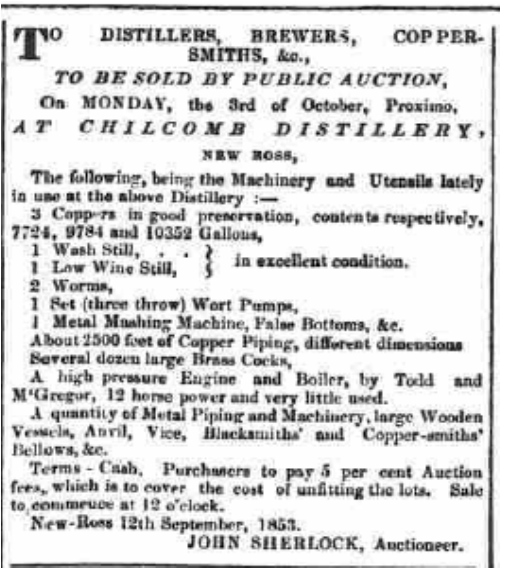 TO DISTILLERS, BREWERS, COPPER-
SMITHS, &c.,
TO BE SOLD BY PUBLIC AUCTION,
On MONDAY, the 3rd of October, Proximo,
AT CHILCOMB DISTILLERY,
NEW ROSS,
The following, being the Machinery and Utensils lately
in use at the above Distillery :—
3 Coppers in good preservation, contents respectively,
7724, 9784 and 10352 Gallons,
1 Wash Still, . . }
1 Low Wine Still, } in excellent condition.
2 Worms,
1 Set (three throw) Wort Pumps,
1 Metal Mashing Machine, False Bottoms, &c.
About 2500 feet of Copper Piping, different dimensions
Several dozen large Brass Cocks,
A high pressure Engine and Boiler, by Todd and
M'Gregor, 12 horse power and very little used.
A quantity of Metal Piping and Machinery, large Wooden
Vessels, Anvil, Vice, Blacksmiths' and Copper-smiths'
Bellows, &c.
Terms - Cash. Purchasers to pay 5 per cent Auction
fees, which is to cover the cost of unfitting the lots. Sale
to commence at 12 o'clock.
New-Ross 12th September, 1853.
JOHN SHERLOCK, Auctioneer.